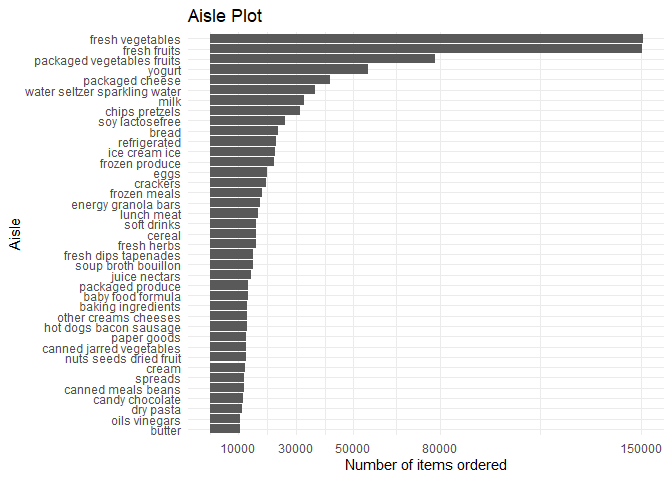 Aisle Plot
fresh vegetables
fresh fruits
packaged vegetables fruits
yogurt
packaged cheese
water seltzer sparkling water
milk
chips pretzels
soy lactosefree
bread
refrigerated
ice cream ice
frozen produce
eggs
crackers
frozen meals
energy granola bars
lunch meat
soft drinks
cereal
fresh herbs
fresh dips tapenades
soup broth bouillon
juice nectars
packaged produce
baby food formula
baking ingredients
other creams cheeses
hot dogs bacon sausage
paper goods
canned jarred vegetables
nuts seeds dried fruit
cream
spreads
canned meals beans
candy chocolate
dry pasta
oils vinegars
butter
Aisle
10000 30000 50000 80000 150000
Number of items ordered